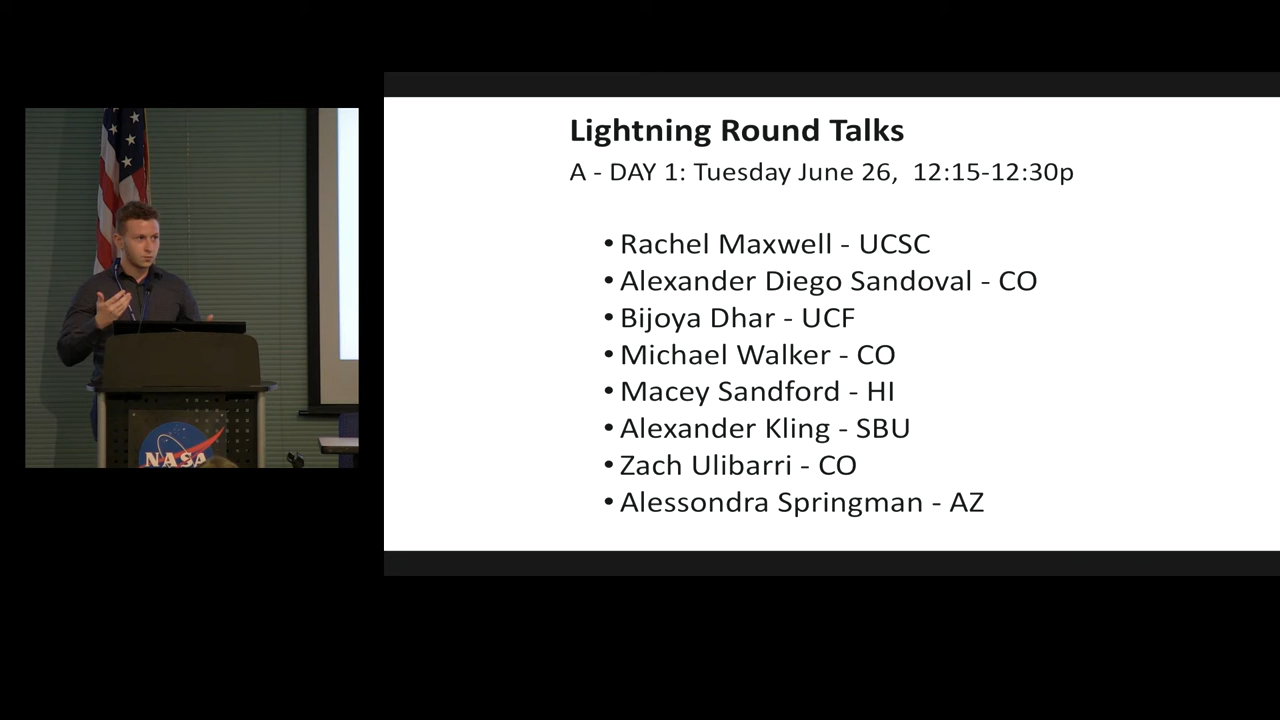 Lightning Round Talks
A - DAY 1: Tuesday June 26, 12:15-12:30p
• Rachel Maxwell - UCSC
• Alexander Diego Sandoval - CO
• Bijoya Dhar - UCF
• Michael Walker - CO
• Macey Sandford - HI
• Alexander Kling - SBU
• Zach Ulibarri - CO
• Alessondra Springman - AZ
NASA